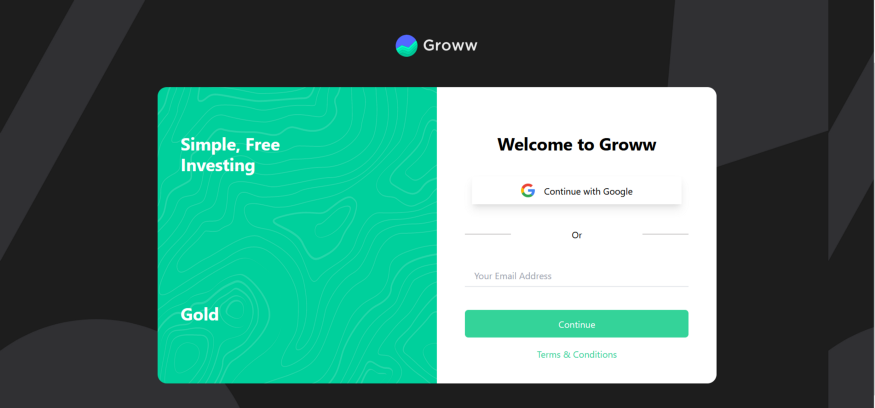 Groww
Simple, Free
Investing
Gold
Welcome to Groww
Continue with Google
Or
Your Email Address
Continue
Terms & Conditions